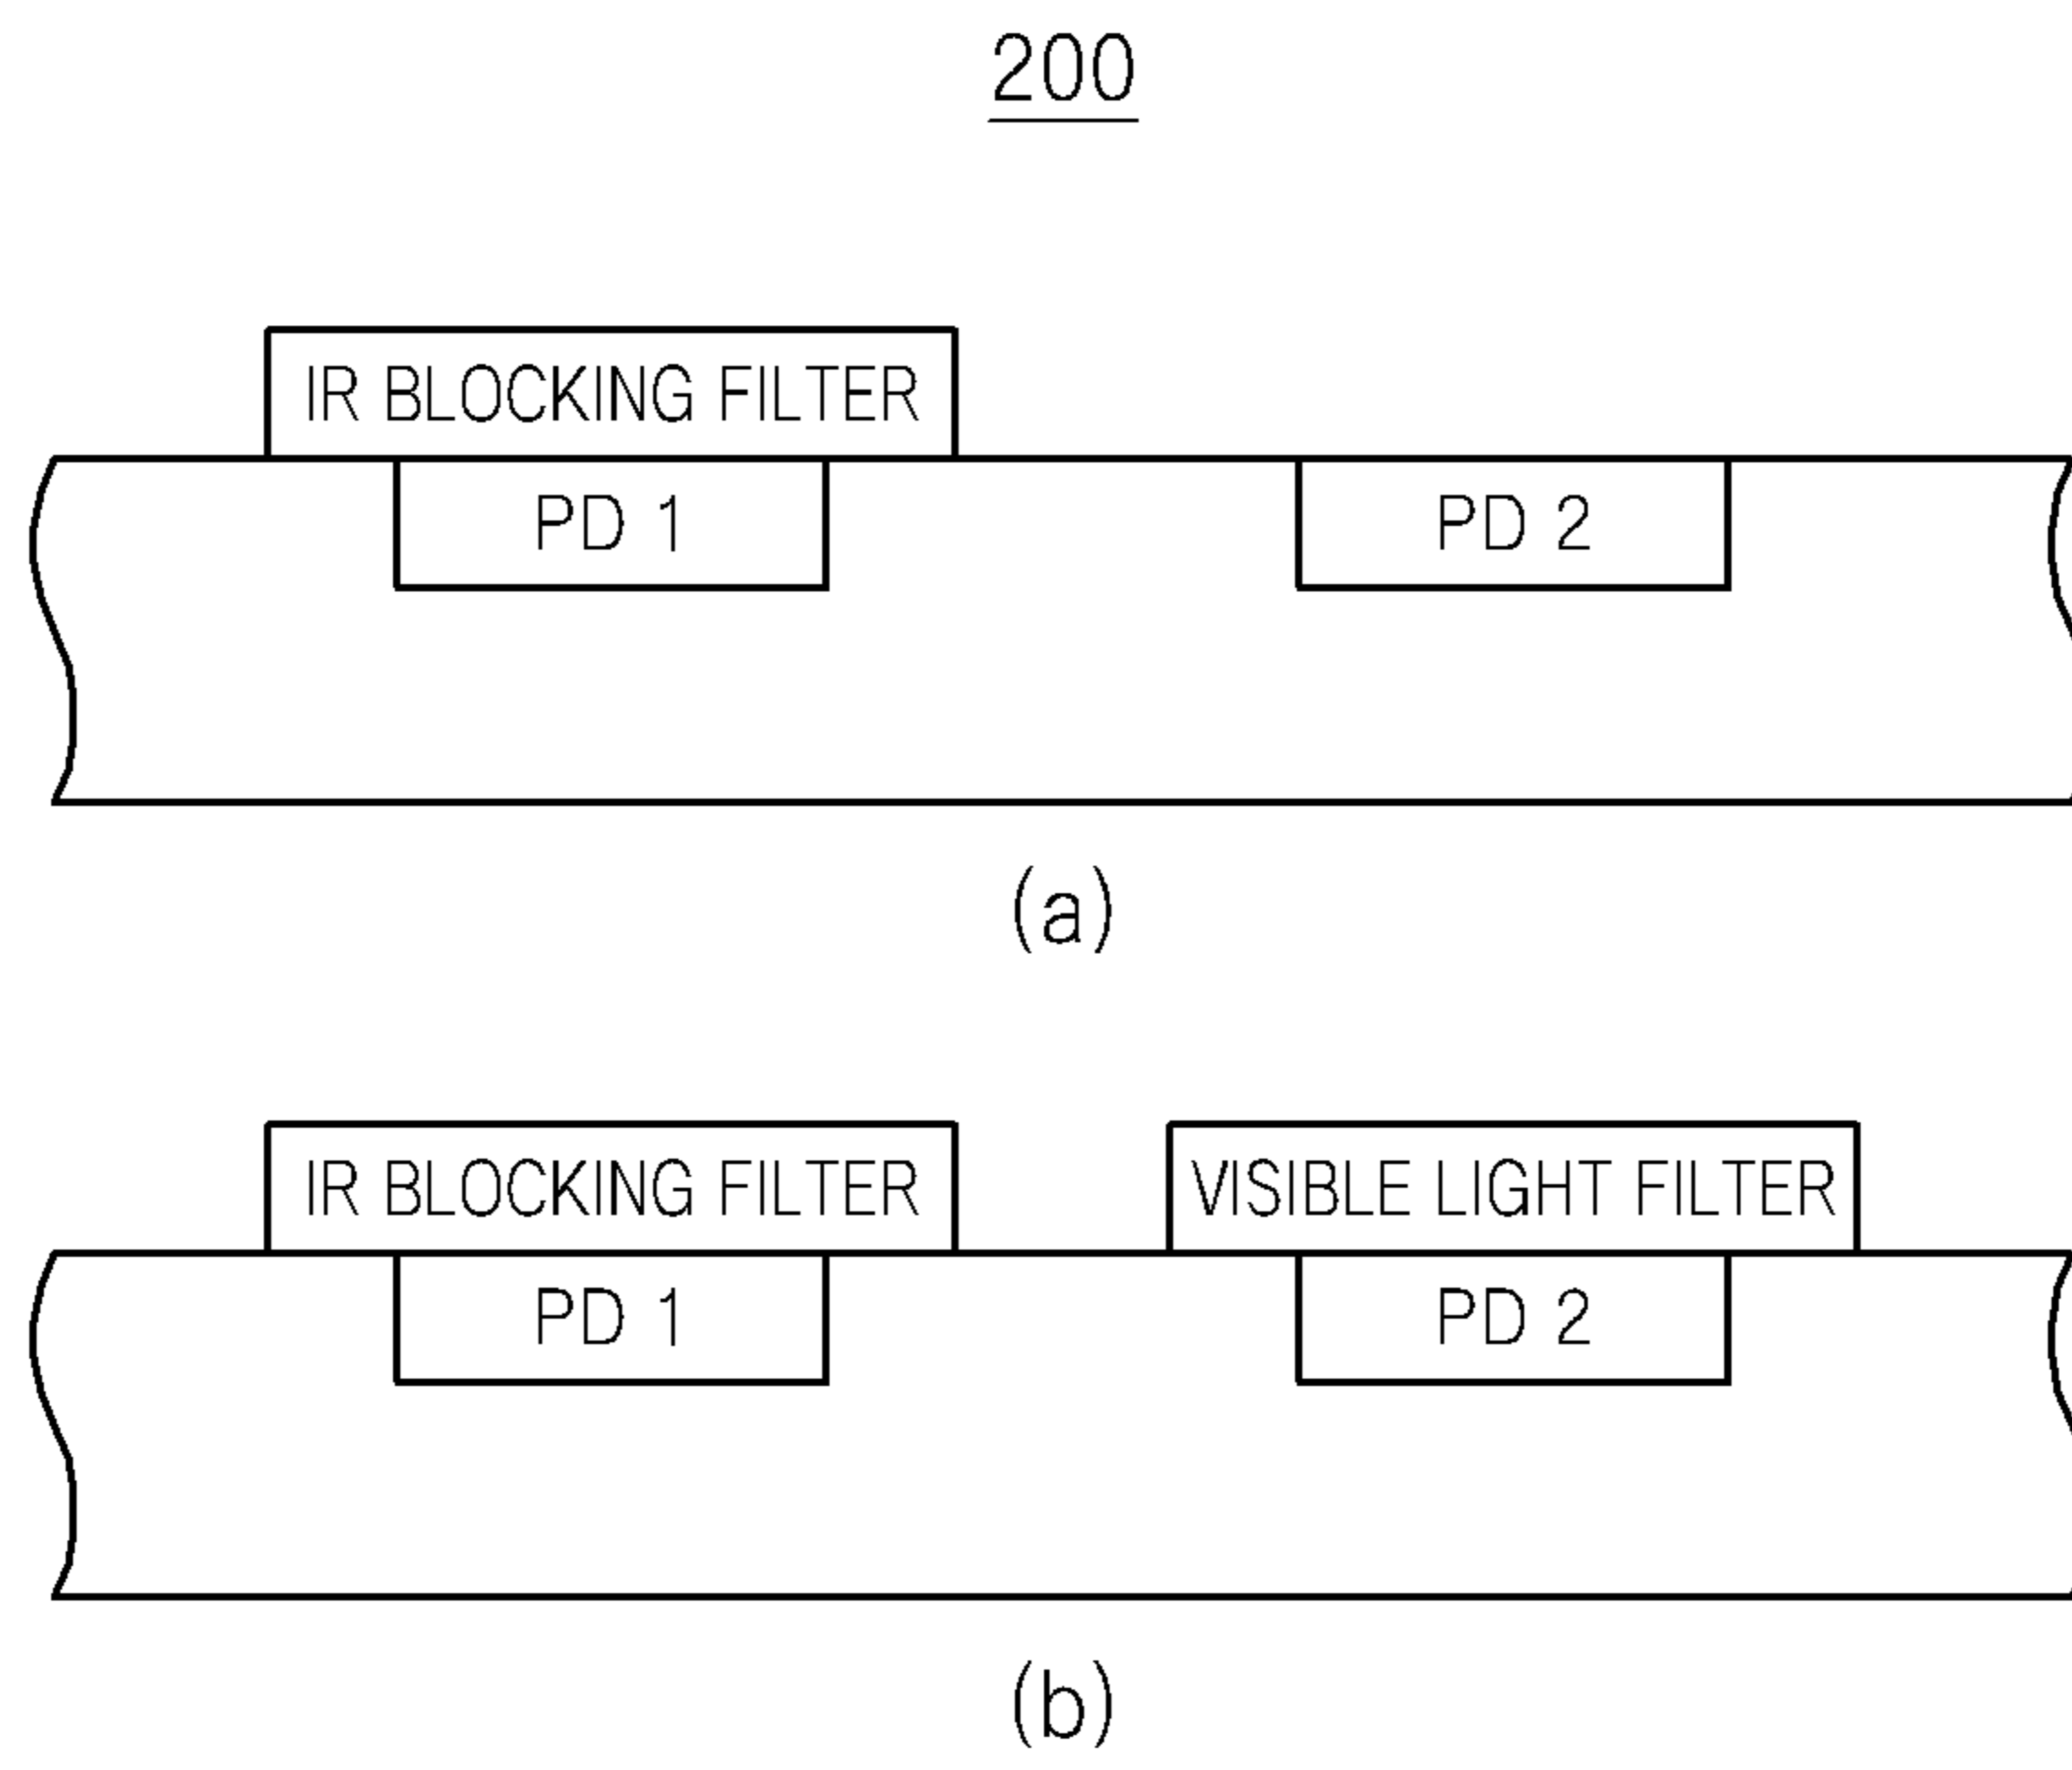 200
IR BLOCKING FILTER
PD 1
PD 2
(a)
IR BLOCKING FILTER
VISIBLE LIGHT FILTER
PD 1
PD 2
(b)